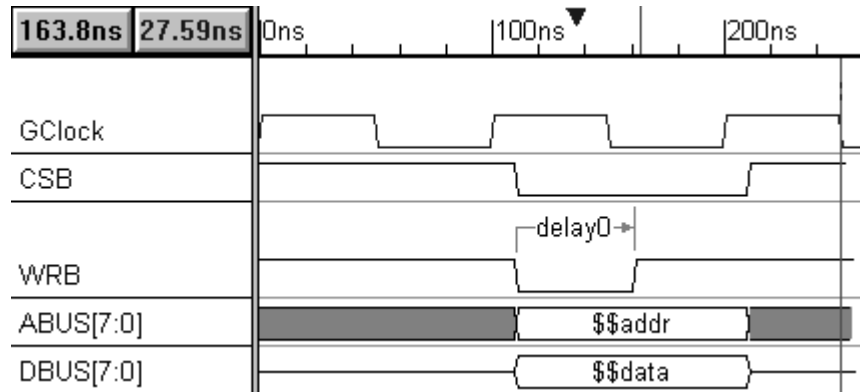 163.8ns 27.59ns 0ns 100ns 200ns
GClock
CSB
delay0
WRB
ABUS[7:0] $$addr
DBUS[7:0] $$data